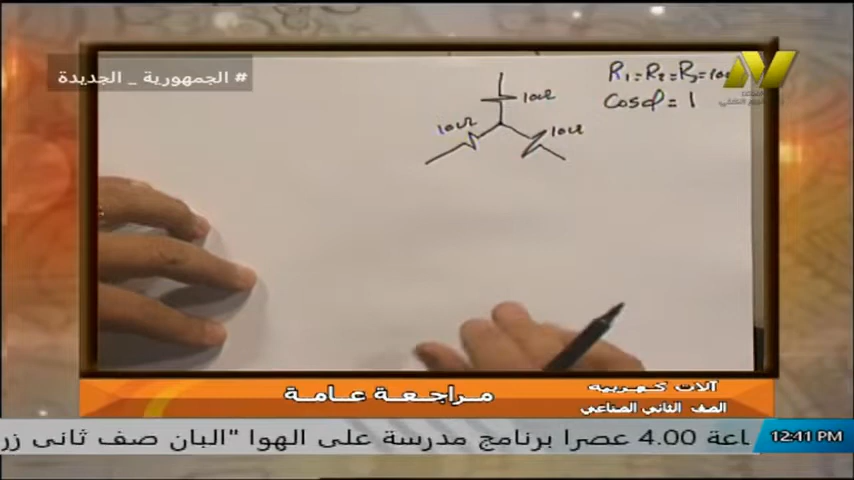 # الجمهورية _ الجديدة
R₁=R₂=R₃=10Ω
cosφ = 1
10Ω
10Ω
10Ω
آلات كهربيه
مراجعة عامة
الصف الثاني الصناعي
اعة 4.00 عصرا برنامج مدرسة على الهوا "البان صف ثانى زر
12:41 PM